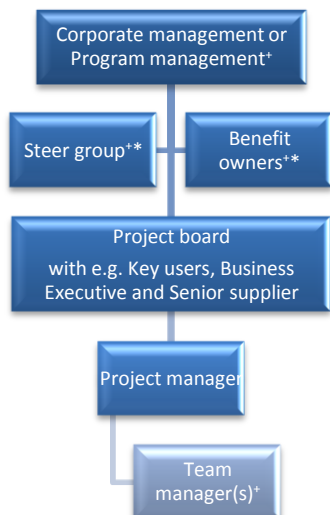 Corporate management or
Program management⁺
Steer group⁺*
Benefit
owners⁺*
Project board
with e.g. Key users, Business
Executive and Senior supplier
Project manager
Team
manager(s)⁺